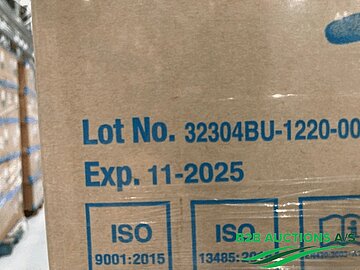 Lot No. 32304BU-1220-00
Exp. 11-2025
ISO ISO
9001:2015 13485:20
B2B AUCTIONS A/S